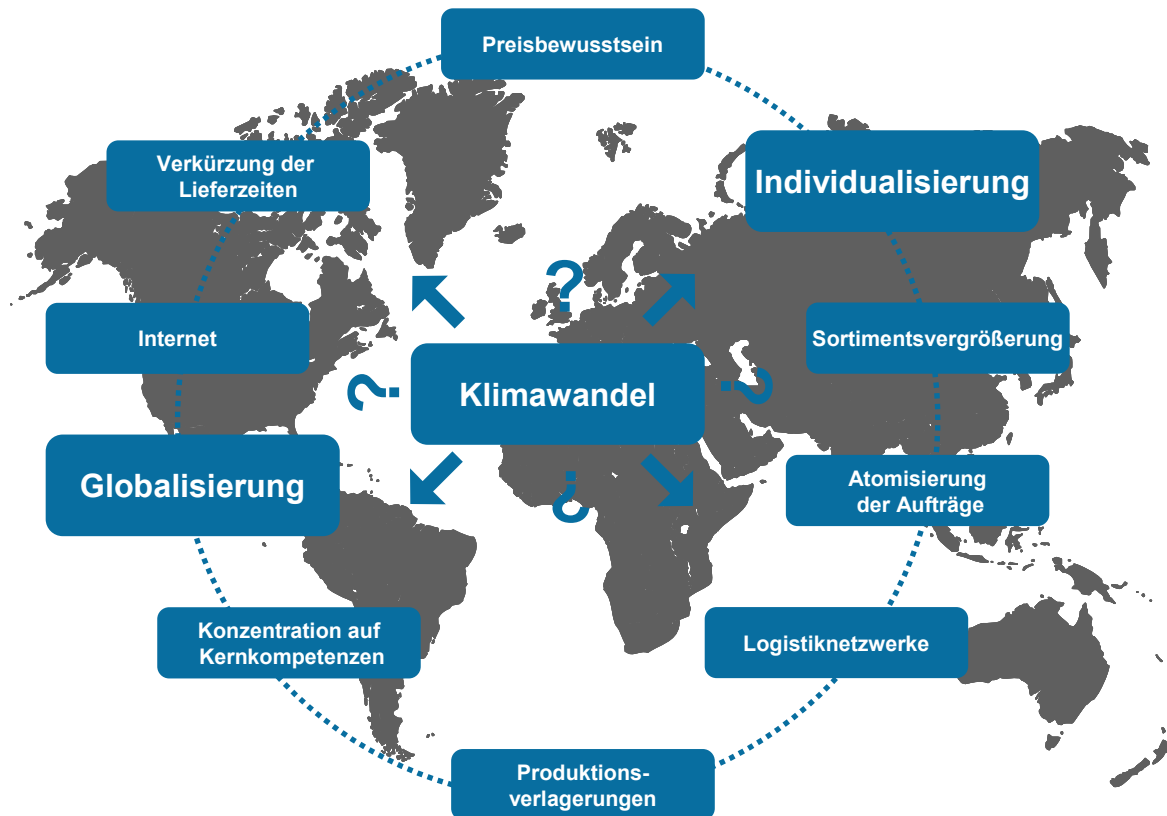 Preisbewusstsein
Verkürzung der
Lieferzeiten
Individualisierung
?
Internet
Sortimentsvergrößerung
?
Klimawandel
?
Globalisierung
Atomisierung
der Aufträge
?
Konzentration auf
Kernkompetenzen
Logistiknetzwerke
Produktions-
verlagerungen